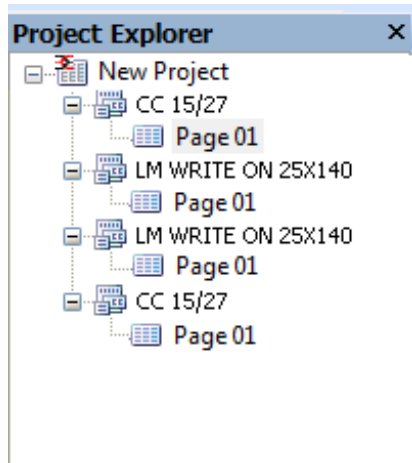 Project Explorer
New Project
CC 15/27
Page 01
LM WRITE ON 25X140
Page 01
LM WRITE ON 25X140
Page 01
CC 15/27
Page 01